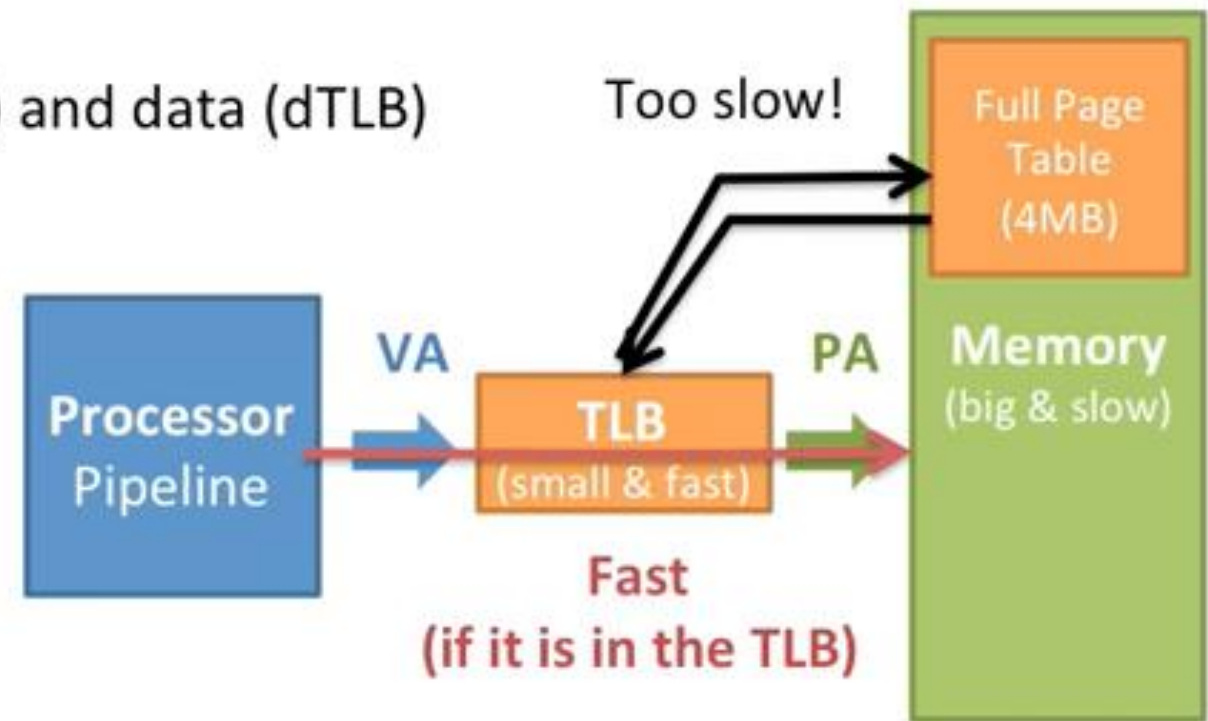 ) and data (dTLB)
Too slow!
Full Page
Table
(4MB)
VA
PA
Memory
(big & slow)
Processor
Pipeline
TLB
(small & fast)
Fast
(if it is in the TLB)